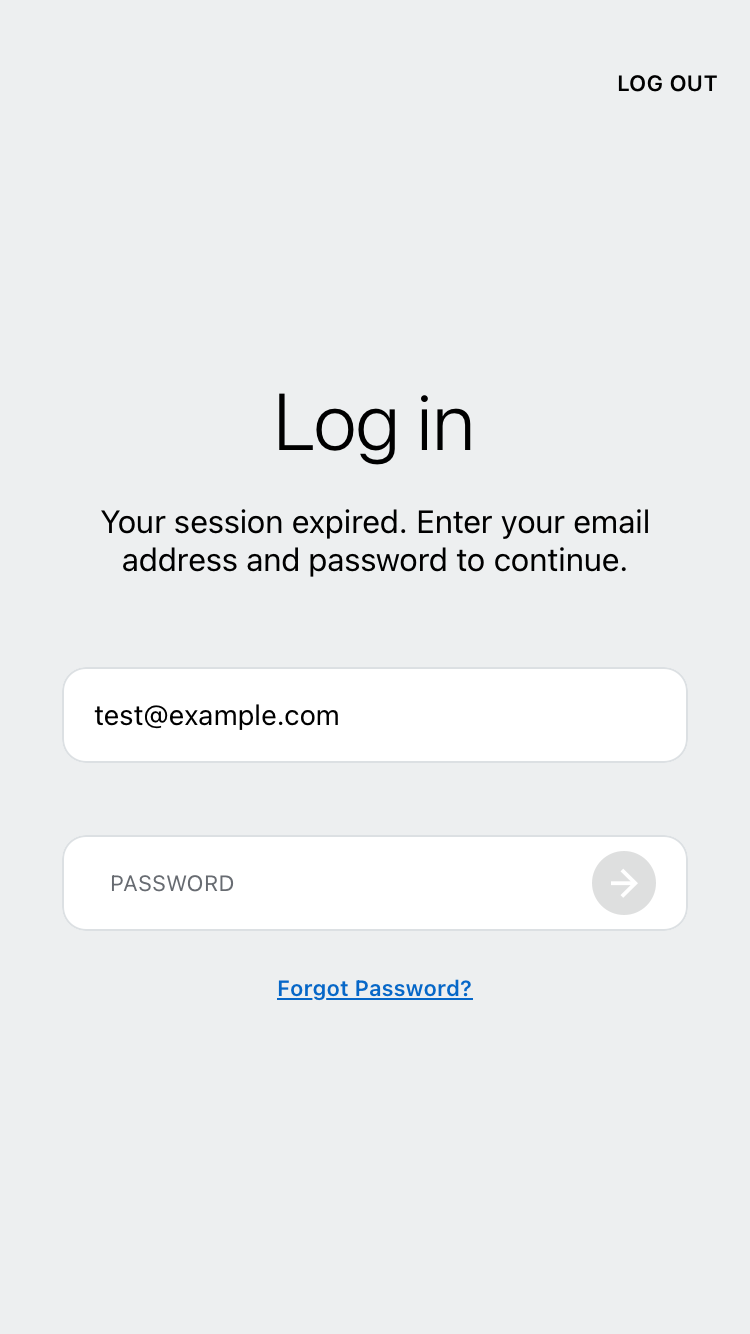 LOG OUT
Log in
Your session expired. Enter your email
address and password to continue.
test@example.com
PASSWORD
Forgot Password?